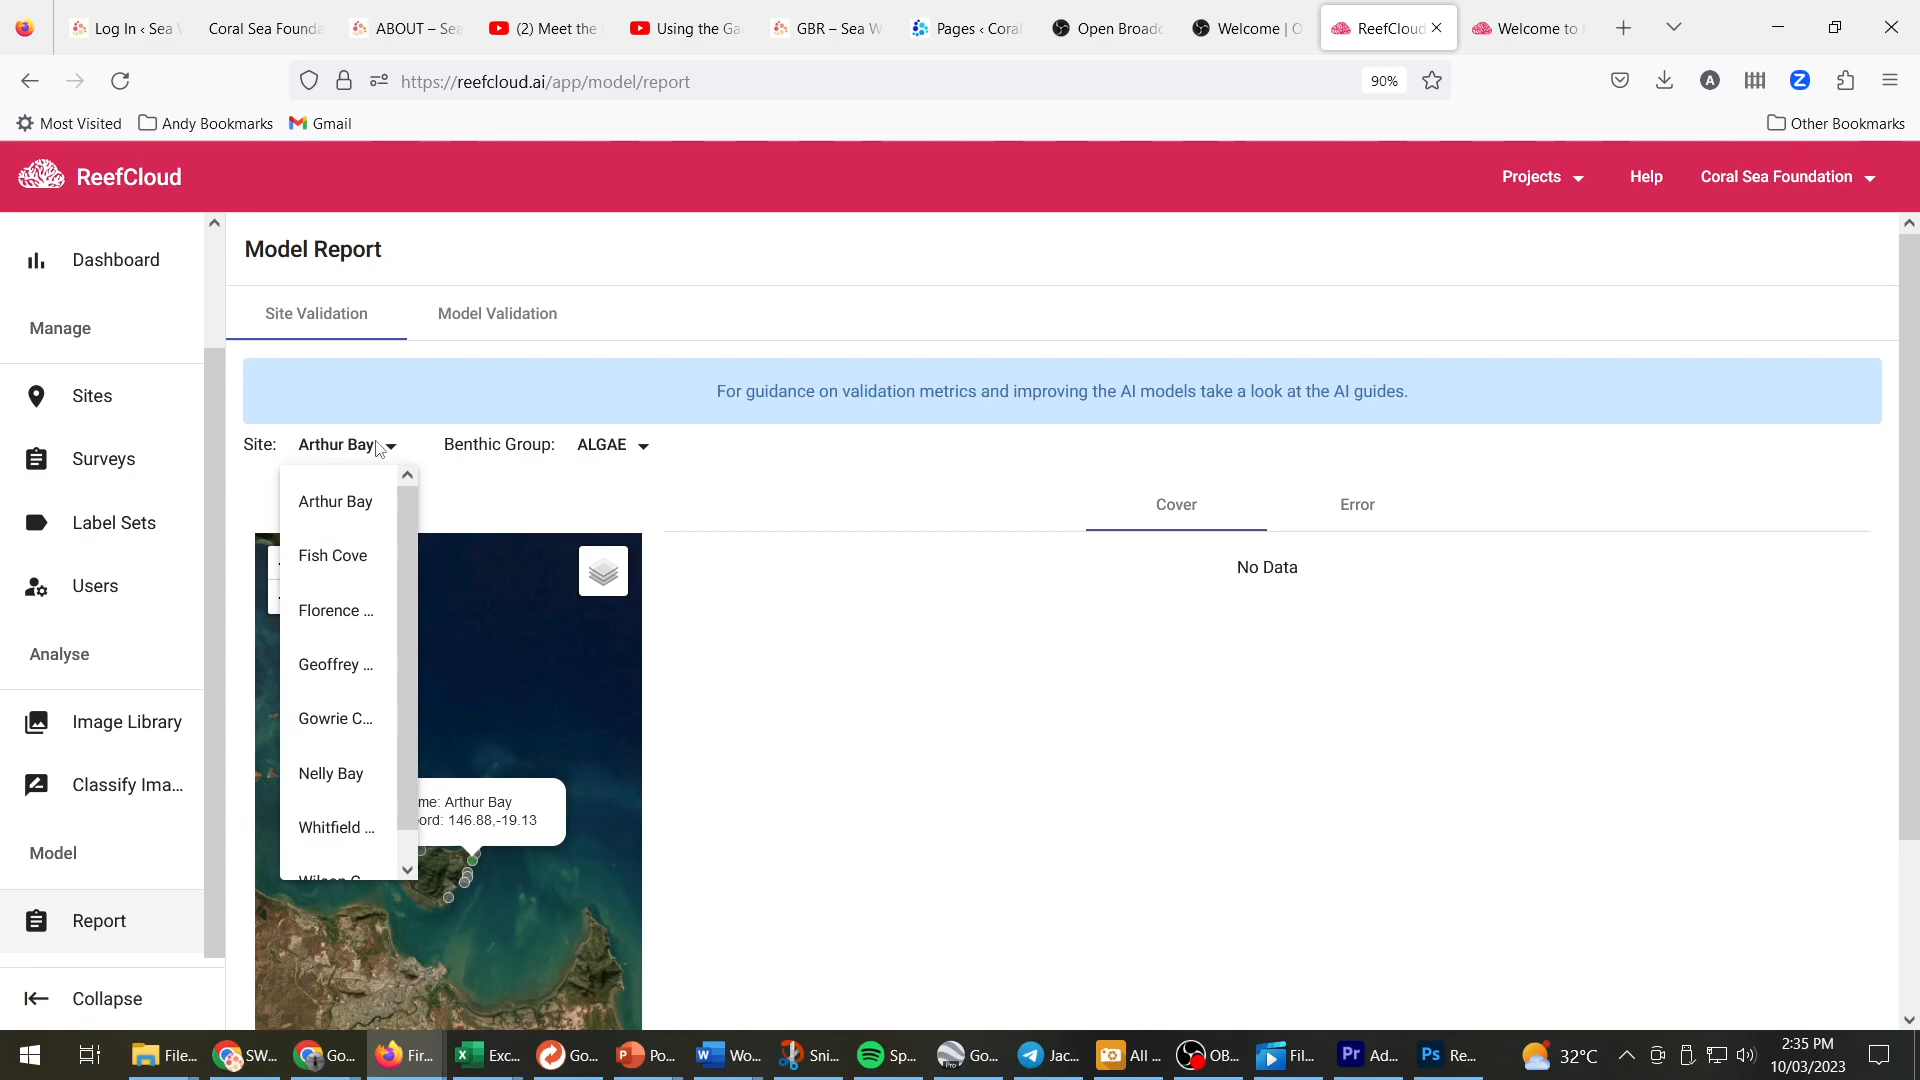 Log In ‹ Sea
Coral Sea Founda
ABOUT – Sea
(2) Meet the
Using the Ga
GBR – Sea W
Pages ‹ Coral
Open Broadc
Welcome | O
ReefCloud
Welcome to
https://reefcloud.ai/app/model/report
90%
Most Visited
Andy Bookmarks
Gmail
Other Bookmarks
ReefCloud
Projects
Help
Coral Sea Foundation
Dashboard
Manage
Sites
Surveys
Label Sets
Users
Analyse
Image Library
Classify Ima...
Model
Report
Collapse
Model Report
Site Validation
Model Validation
For guidance on validation metrics and improving the AI models take a look at the AI guides.
Site: Arthur Bay
Benthic Group: ALGAE
Arthur Bay
Fish Cove
Florence ...
Geoffrey ...
Gowrie C...
Nelly Bay
Whitfield ...
Cover
Error
No Data
me: Arthur Bay
ord: 146.88,-19.13
File...
SW...
Go...
Fir...
Exc...
Go...
Po...
Wo...
Sni...
Sp...
Go...
Jac...
All ...
OB...
Fil...
Ad...
Re...
32°C
2:35 PM
10/03/2023